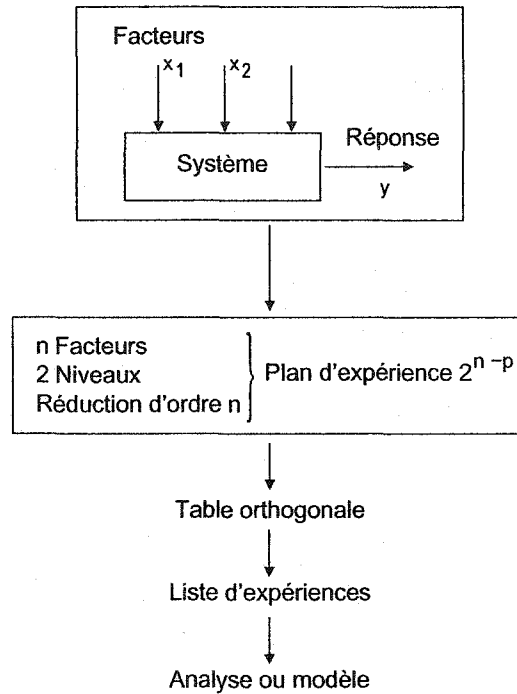 Facteurs
x1 x2
Réponse
Système
y
n Facteurs
2 Niveaux
Réduction d'ordre n
Plan d'expérience 2^n-p
Table orthogonale
Liste d'expériences
Analyse ou modèle